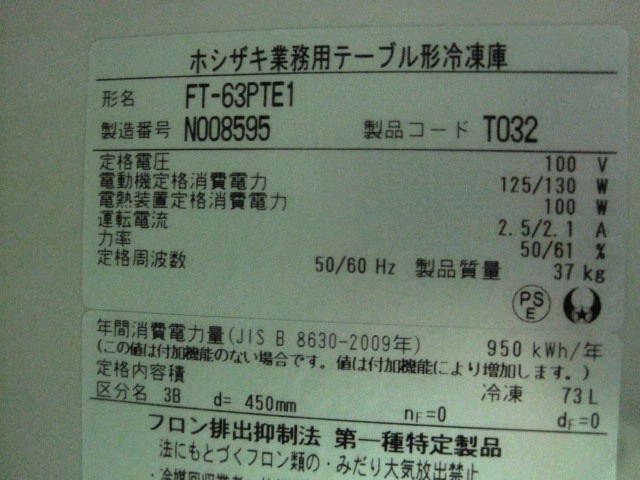 ホシザキ業務用テーブル形冷凍庫
形名 FT-63PTE1
製造番号 N008595 製品コード T032
定格電圧 100 V
電動機定格消費電力 125/130 W
電熱装置定格消費電力 100 W
運転電流 2.5/2.1 A
力率 50/61 %
定格周波数 50/60 Hz 製品質量 37 kg
PS
E
年間消費電力量(JIS B 8630-2009年) 950 kWh/年
(この値は付加機能のない場合です。値は付加機能により増加します。)
定格内容積 冷凍 73 L
区分名 3B d= 450mm nF=0 dF=0
フロン排出抑制法 第一種特定製品
法にもとづくフロン類の・みだり大気放出禁止